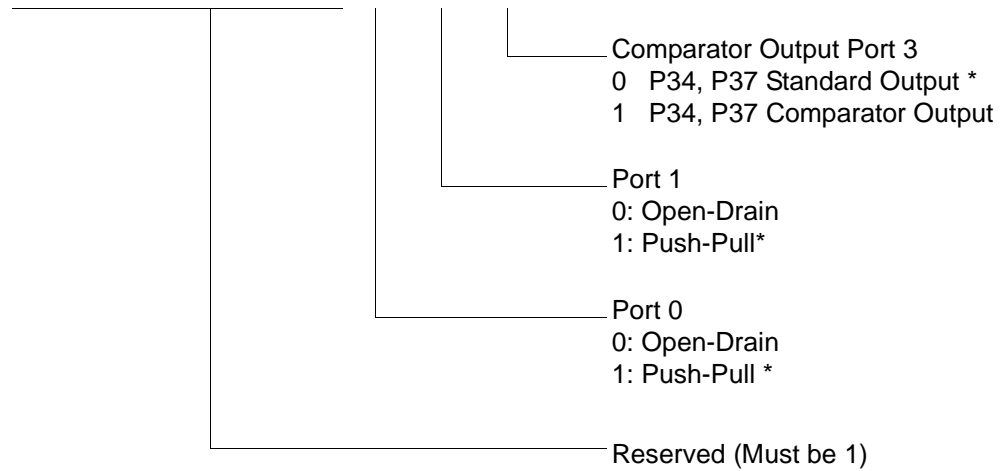 Comparator Output Port 3
0 P34, P37 Standard Output *
1 P34, P37 Comparator Output
Port 1
0: Open-Drain
1: Push-Pull*
Port 0
0: Open-Drain
1: Push-Pull *
Reserved (Must be 1)